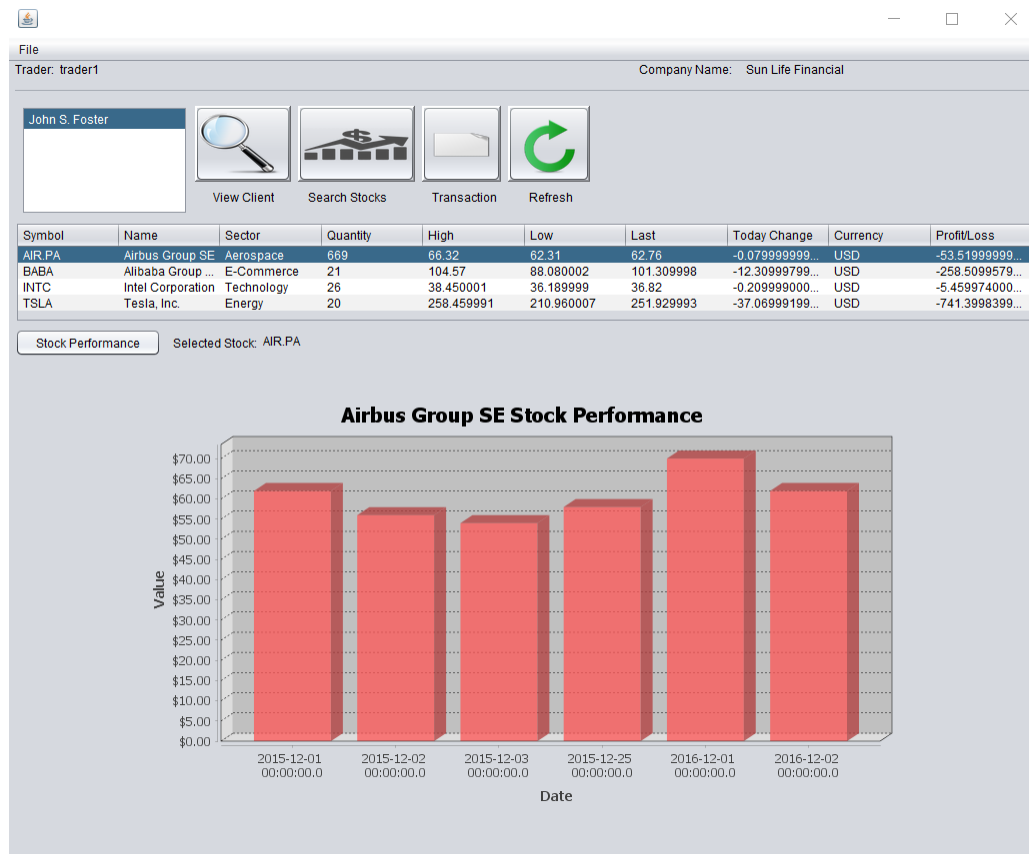 File
Trader: trader1 Company Name: Sun Life Financial
John S. Foster
View Client Search Stocks Transaction Refresh
Symbol Name Sector Quantity High Low Last Today Change Currency Profit/Loss
AIR.PA Airbus Group SE Aerospace 669 66.32 62.31 62.76 -0.079999999... USD -53.51999999...
BABA Alibaba Group ... E-Commerce 21 104.57 88.080002 101.309998 -12.30999799... USD -258.5099579...
INTC Intel Corporation Technology 26 38.450001 36.189999 36.82 -0.209999000... USD -5.459974000...
TSLA Tesla, Inc. Energy 20 258.459991 210.960007 251.929993 -37.06999199... USD -741.3998399...
Stock Performance Selected Stock: AIR.PA
Airbus Group SE Stock Performance
$70.00
$65.00
$60.00
$55.00
$50.00
$45.00
$40.00
$35.00
$30.00
$25.00
$20.00
$15.00
$10.00
$5.00
$0.00
Value
2015-12-01 2015-12-02 2015-12-03 2015-12-25 2016-12-01 2016-12-02
00:00:00.0 00:00:00.0 00:00:00.0 00:00:00.0 00:00:00.0 00:00:00.0
Date